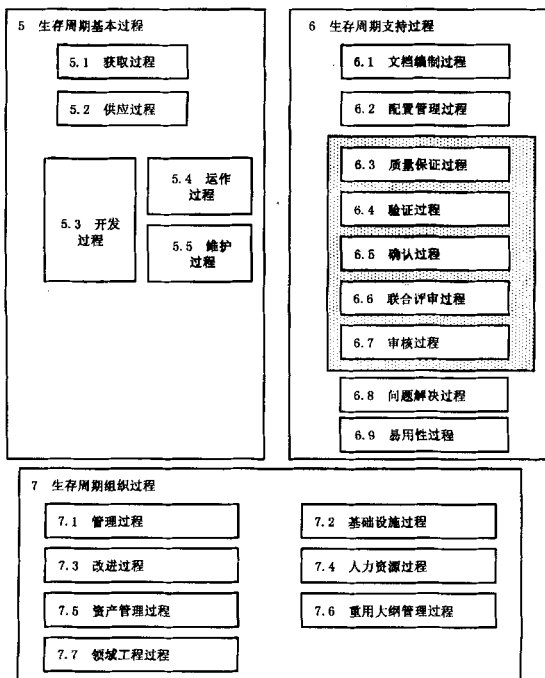 5 生存周期基本过程
5.1 获取过程
5.2 供应过程
5.3 开发
过程
5.4 运作
过程
5.5 维护
过程
6 生存周期支持过程
6.1 文档编制过程
6.2 配置管理过程
6.3 质量保证过程
6.4 验证过程
6.5 确认过程
6.6 联合评审过程
6.7 审核过程
6.8 问题解决过程
6.9 易用性过程
7 生存周期组织过程
7.1 管理过程
7.2 基础设施过程
7.3 改进过程
7.4 人力资源过程
7.5 资产管理过程
7.6 重用大纲管理过程
7.7 领域工程过程